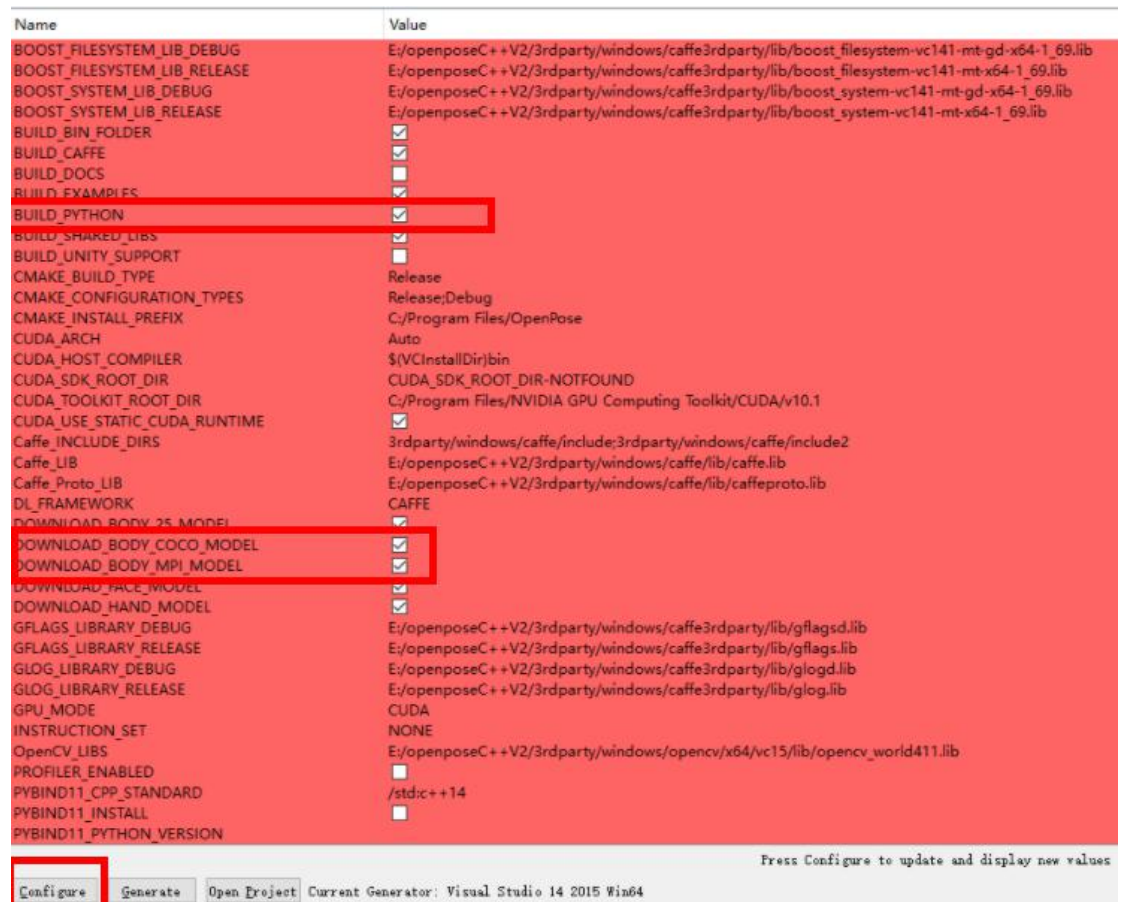 Name Value
BOOST_FILESYSTEM_LIB_DEBUG E:/openposeC++V2/3rdparty/windows/caffe3rdparty/lib/boost_filesystem-vc141-mt-gd-x64-1_69.lib
BOOST_FILESYSTEM_LIB_RELEASE E:/openposeC++V2/3rdparty/windows/caffe3rdparty/lib/boost_filesystem-vc141-mt-x64-1_69.lib
BOOST_SYSTEM_LIB_DEBUG E:/openposeC++V2/3rdparty/windows/caffe3rdparty/lib/boost_system-vc141-mt-gd-x64-1_69.lib
BOOST_SYSTEM_LIB_RELEASE E:/openposeC++V2/3rdparty/windows/caffe3rdparty/lib/boost_system-vc141-mt-x64-1_69.lib
BUILD_BIN_FOLDER
BUILD_CAFFE
BUILD_DOCS
BUILD_EXAMPLES
BUILD_PYTHON
BUILD_SHARED_LIBS
BUILD_UNITY_SUPPORT
CMAKE_BUILD_TYPE Release
CMAKE_CONFIGURATION_TYPES Release;Debug
CMAKE_INSTALL_PREFIX C:/Program Files/OpenPose
CUDA_ARCH Auto
CUDA_HOST_COMPILER $(VCInstallDir)bin
CUDA_SDK_ROOT_DIR CUDA_SDK_ROOT_DIR-NOTFOUND
CUDA_TOOLKIT_ROOT_DIR C:/Program Files/NVIDIA GPU Computing Toolkit/CUDA/v10.1
CUDA_USE_STATIC_CUDA_RUNTIME
Caffe_INCLUDE_DIRS 3rdparty/windows/caffe/include;3rdparty/windows/caffe/include2
Caffe_LIB E:/openposeC++V2/3rdparty/windows/caffe/lib/caffe.lib
Caffe_Proto_LIB E:/openposeC++V2/3rdparty/windows/caffe/lib/caffeproto.lib
DL_FRAMEWORK CAFFE
DOWNLOAD_BODY_25_MODEL
DOWNLOAD_BODY_COCO_MODEL
DOWNLOAD_BODY_MPI_MODEL
DOWNLOAD_FACE_MODEL
DOWNLOAD_HAND_MODEL
GFLAGS_LIBRARY_DEBUG E:/openposeC++V2/3rdparty/windows/caffe3rdparty/lib/gflagsd.lib
GFLAGS_LIBRARY_RELEASE E:/openposeC++V2/3rdparty/windows/caffe3rdparty/lib/gflags.lib
GLOG_LIBRARY_DEBUG E:/openposeC++V2/3rdparty/windows/caffe3rdparty/lib/glogd.lib
GLOG_LIBRARY_RELEASE E:/openposeC++V2/3rdparty/windows/caffe3rdparty/lib/glog.lib
GPU_MODE CUDA
INSTRUCTION_SET NONE
OpenCV_LIBS E:/openposeC++V2/3rdparty/windows/opencv/x64/vc15/lib/opencv_world411.lib
PROFILER_ENABLED
PYBIND11_CPP_STANDARD /std:c++14
PYBIND11_INSTALL
PYBIND11_PYTHON_VERSION
Press Configure to update and display new values
Configure Generate Open Project Current Generator: Visual Studio 14 2015 Win64